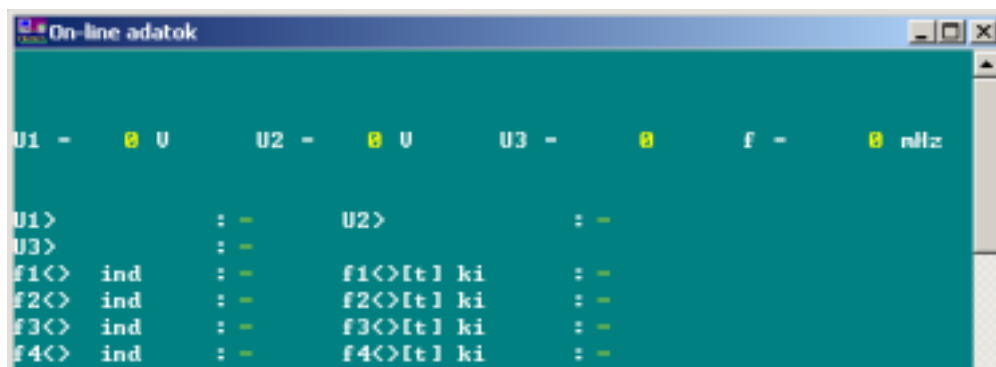 On-line adatok
U1 - 0 V U2 - 0 V U3 - 0 f - 0 mHz
U1> : - U2> : -
U3> : -
f1<> ind : - f1<>[t] ki : -
f2<> ind : - f2<>[t] ki : -
f3<> ind : - f3<>[t] ki : -
f4<> ind : - f4<>[t] ki : -